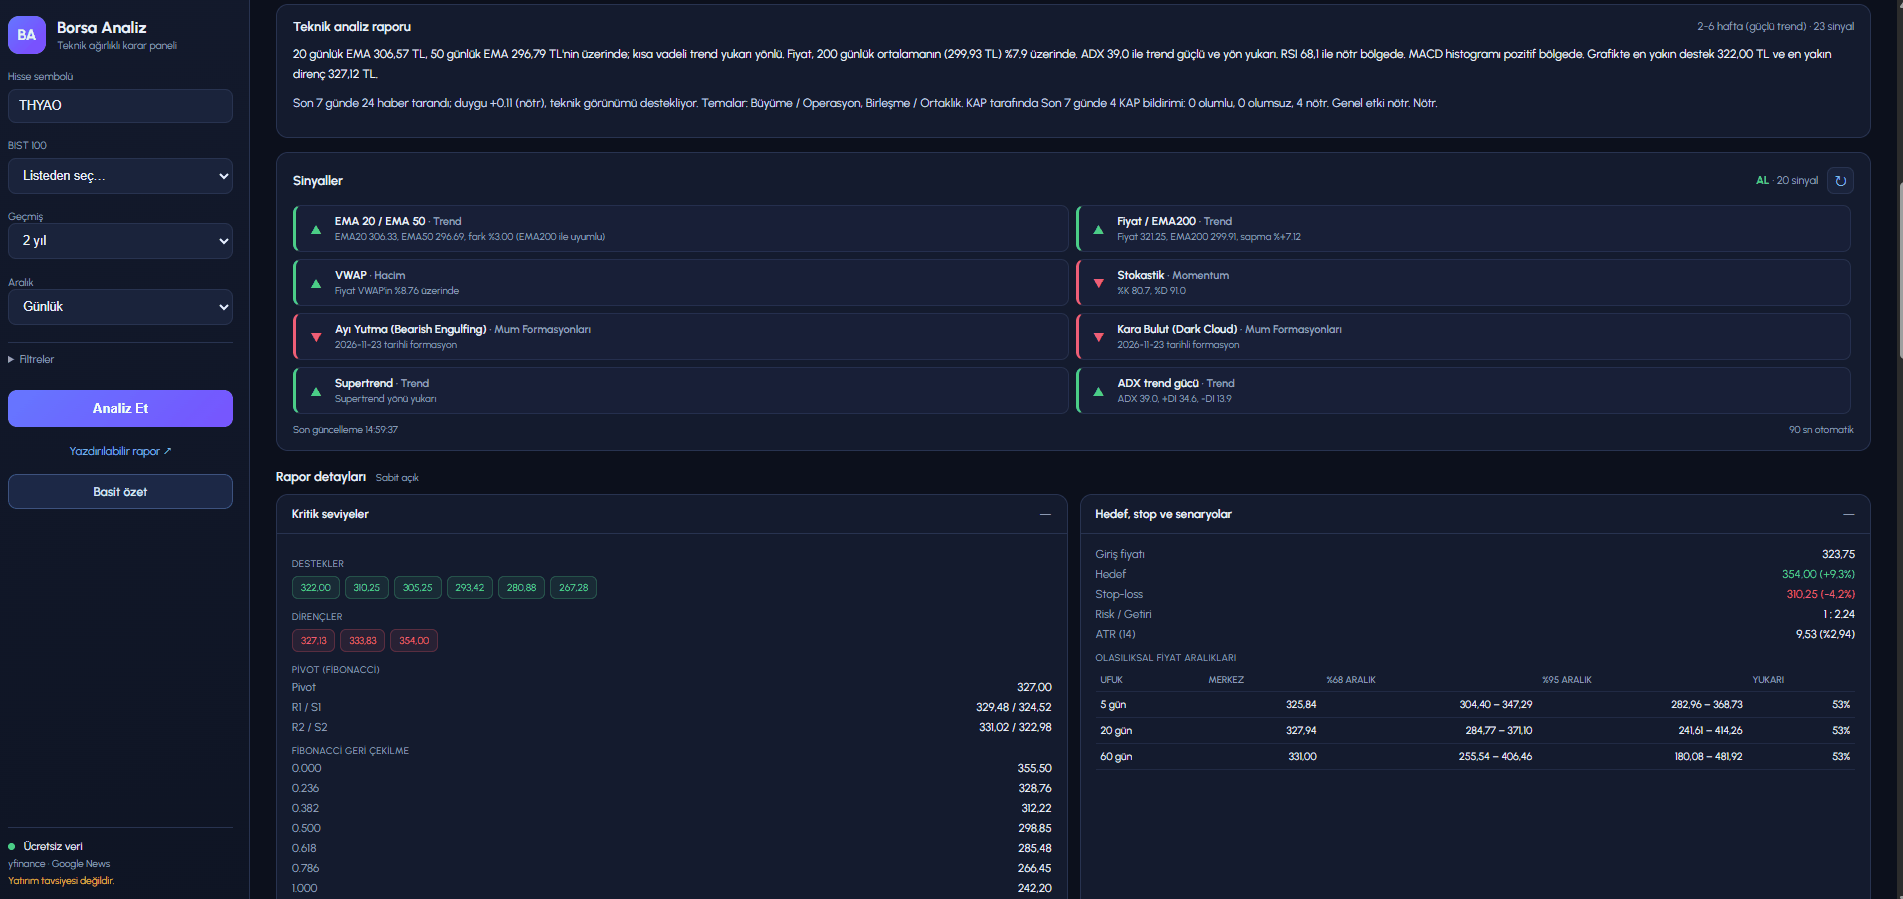 BA
Borsa Analiz
Teknik ağırlıklı karar paneli
Hisse sembolü
THYAO
BIST 100
Listeden seç...
Geçmiş
2 yıl
Aralık
Günlük
Filtreler
Analiz Et
Yazdırılabilir rapor ↗
Basit özet
Ücretsiz veri
yfinance · Google News
Yatırım tavsiyesi değildir.
Teknik analiz raporu
2-6 hafta (güçlü trend) · 23 sinyal
20 günlük EMA 306,57 TL, 50 günlük EMA 296,79 TL'nin üzerinde; kısa vadeli trend yukarı yönlü. Fiyat, 200 günlük ortalamanın (299,93 TL) %7.9 üzerinde. ADX 39,0 ile trend güçlü ve yön yukarı. RSI 68,1 ile nötr bölgede. MACD histogramı pozitif bölgede. Grafikte en yakın destek 322,00 TL ve en yakın
direnç 327,12 TL.
Son 7 günde 24 haber tarandı; duygu +0.11 (nötr), teknik görünümü destekliyor. Temalar: Büyüme / Operasyon, Birleşme / Ortaklık. KAP tarafında Son 7 günde 4 KAP bildirimi: 0 olumlu, 0 olumsuz, 4 nötr. Genel etki nötr. Nötr.
Sinyaller
AL · 20 sinyal
↻
EMA 20 / EMA 50 · Trend
EMA20 306.33, EMA50 296.69, fark %3.00 (EMA200 ile uyumlu)
Fiyat / EMA200 · Trend
Fiyat 321.25, EMA200 299.91, sapma %+7.12
VWAP · Hacim
Fiyat VWAP'in %8.76 üzerinde
Stokastik · Momentum
%K 80.7, %D 91.0
Ayı Yutma (Bearish Engulfing) · Mum Formasyonları
2026-11-23 tarihli formasyon
Kara Bulut (Dark Cloud) · Mum Formasyonları
2026-11-23 tarihli formasyon
Supertrend · Trend
Supertrend yönü yukarı
ADX trend gücü · Trend
ADX 39.0, +DI 34.6, -DI 13.9
Son güncelleme 14:59:37
90 sn otomatik
Rapor detayları Sabit açık
Kritik seviyeler
DESTEKLER
322,00 310,25 305,25 293,42 280,88 267,28
DİRENÇLER
327,13 333,83 354,00
PİVOT (FİBONACCİ)
Pivot 327,00
R1 / S1 329,48 / 324,52
R2 / S2 331,02 / 322,98
FİBONACCİ GERİ ÇEKİLME
0.000 355,50
0.236 328,76
0.382 312,22
0.500 298,85
0.618 285,48
0.786 266,45
1.000 242,20
Hedef, stop ve senaryolar
Giriş fiyatı 323,75
Hedef 354,00 (+9,3%)
Stop-loss 310,25 (-4,2%)
Risk / Getiri 1 : 2,24
ATR (14) 9,53 (%2,94)
OLASILIKSAL FİYAT ARALIKLARI
UFUK MERKEZ %68 ARALIK %95 ARALIK YUKARI
5 gün 325,84 304,40 – 347,29 282,96 – 368,73 53%
20 gün 327,94 284,77 – 371,10 241,61 – 414,26 53%
60 gün 331,00 255,54 – 406,46 180,08 – 481,92 53%